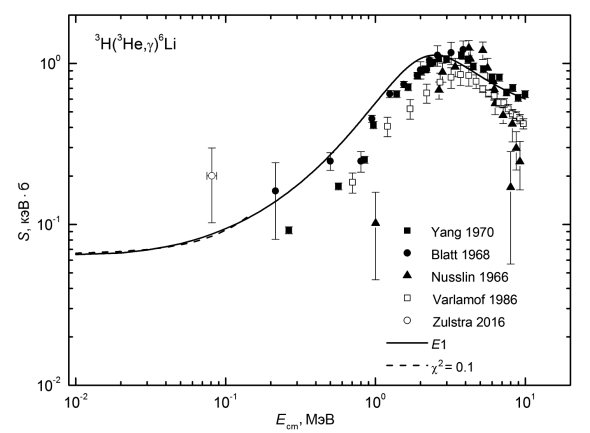 ³H(³He,γ)⁶Li
10⁰
S, кэВ · б
10⁻¹
Yang 1970
Blatt 1968
Nusslin 1966
Varlamof 1986
Zulstra 2016
E1
χ² = 0.1
10⁻²
10⁻² 10⁻¹ 10⁰ 10¹
E_cm, МэВ